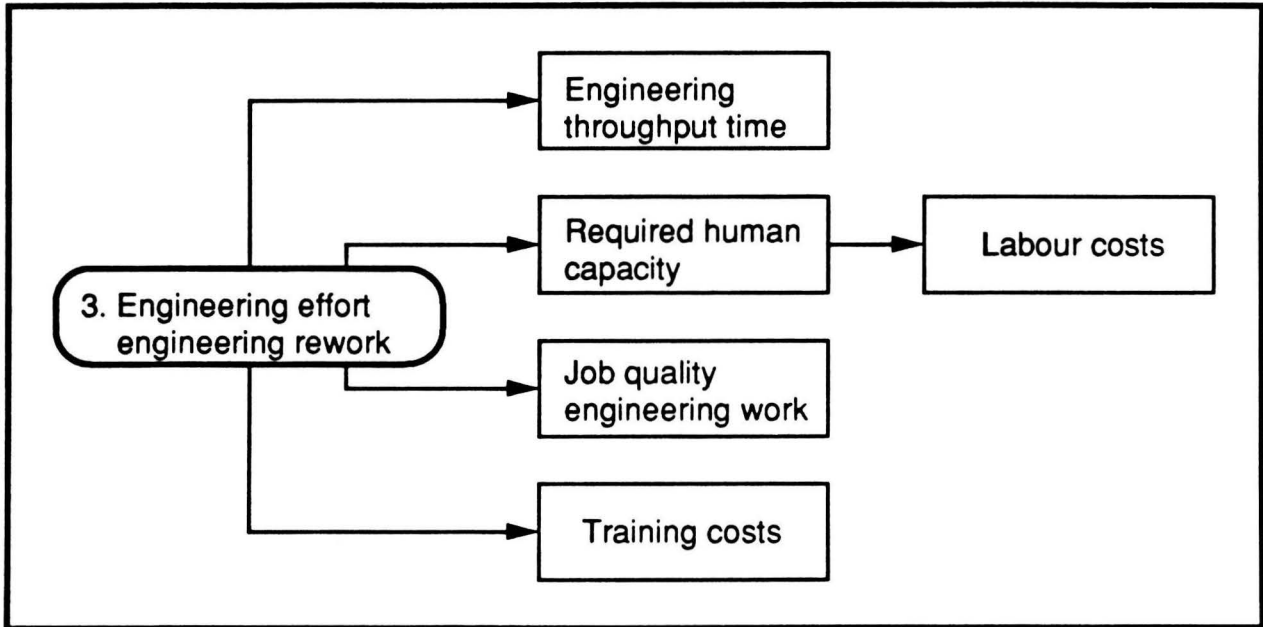 Engineering
throughput time
Required human
capacity
Labour costs
3. Engineering effort
engineering rework
Job quality
engineering work
Training costs